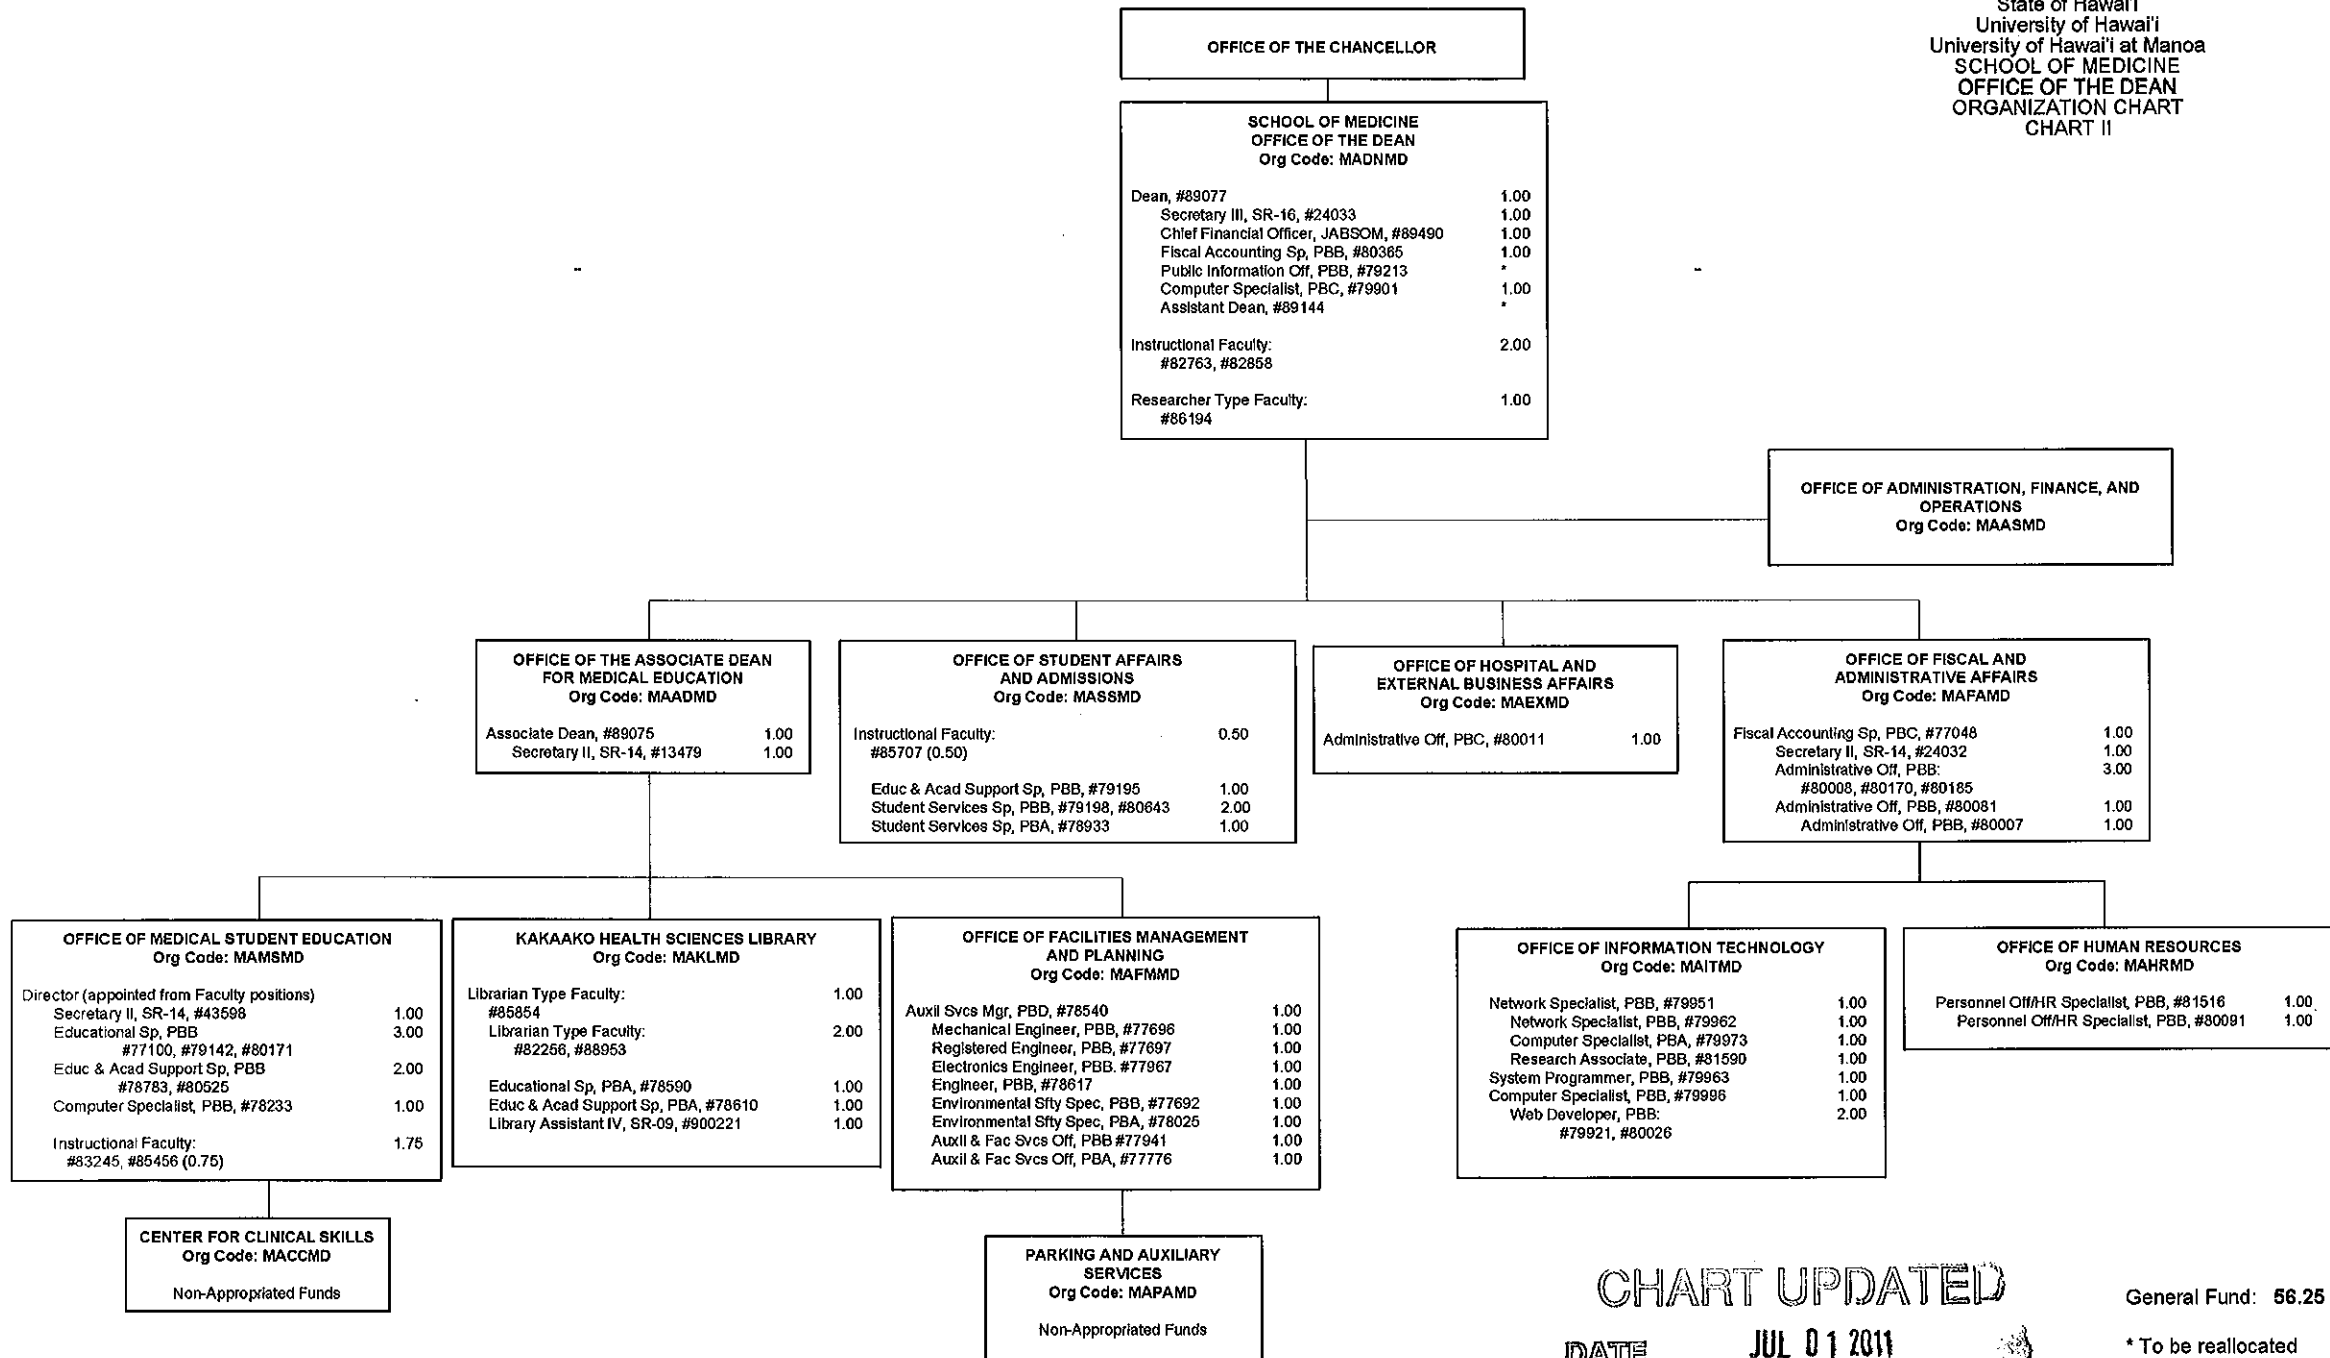 State of Hawai'i
University of Hawai'i
University of Hawai'i at Manoa
SCHOOL OF MEDICINE
OFFICE OF THE DEAN
ORGANIZATION CHART
CHART II
OFFICE OF THE CHANCELLOR
SCHOOL OF MEDICINE
OFFICE OF THE DEAN
Org Code: MADNMD
Dean, #89077 1.00
Secretary III, SR-16, #24033 1.00
Chief Financial Officer, JABSOM, #89490 1.00
Fiscal Accounting Sp, PBB, #80365 1.00
Public Information Off, PBB, #79213 *
Computer Specialist, PBC, #79901 1.00
Assistant Dean, #89144 *
Instructional Faculty: 2.00
#82763, #82858
Researcher Type Faculty: 1.00
#86194
OFFICE OF ADMINISTRATION, FINANCE, AND
OPERATIONS
Org Code: MAASMD
OFFICE OF THE ASSOCIATE DEAN
FOR MEDICAL EDUCATION
Org Code: MAADMD
Associate Dean, #89075 1.00
Secretary II, SR-14, #13479 1.00
OFFICE OF STUDENT AFFAIRS
AND ADMISSIONS
Org Code: MASSMD
Instructional Faculty: 0.50
#85707 (0.50)
Educ & Acad Support Sp, PBB, #79195 1.00
Student Services Sp, PBB, #79198, #80643 2.00
Student Services Sp, PBA, #78933 1.00
OFFICE OF HOSPITAL AND
EXTERNAL BUSINESS AFFAIRS
Org Code: MAEXMD
Administrative Off, PBC, #80011 1.00
OFFICE OF FISCAL AND
ADMINISTRATIVE AFFAIRS
Org Code: MAFAMD
Fiscal Accounting Sp, PBC, #77048 1.00
Secretary II, SR-14, #24032 1.00
Administrative Off, PBB: 3.00
#80008, #80170, #80185
Administrative Off, PBB, #80081 1.00
Administrative Off, PBB, #80007 1.00
OFFICE OF MEDICAL STUDENT EDUCATION
Org Code: MAMSMD
Director (appointed from Faculty positions)
Secretary II, SR-14, #43598 1.00
Educational Sp, PBB 3.00
#77100, #79142, #80171
Educ & Acad Support Sp, PBB 2.00
#78783, #80525
Computer Specialist, PBB, #78233 1.00
Instructional Faculty: 1.75
#83245, #85456 (0.75)
KAKAAKO HEALTH SCIENCES LIBRARY
Org Code: MAKLMD
Librarian Type Faculty: 1.00
#85854
Librarian Type Faculty: 2.00
#82256, #88953
Educational Sp, PBA, #78590 1.00
Educ & Acad Support Sp, PBA, #78610 1.00
Library Assistant IV, SR-09, #900221 1.00
OFFICE OF FACILITIES MANAGEMENT
AND PLANNING
Org Code: MAFMMD
Auxil Svcs Mgr, PBD, #78540 1.00
Mechanical Engineer, PBB, #77696 1.00
Registered Engineer, PBB, #77697 1.00
Electronics Engineer, PBB. #77967 1.00
Engineer, PBB, #78617 1.00
Environmental Sfty Spec, PBB, #77692 1.00
Environmental Sfty Spec, PBA, #78025 1.00
Auxil & Fac Svcs Off, PBB #77941 1.00
Auxil & Fac Svcs Off, PBA, #77776 1.00
OFFICE OF INFORMATION TECHNOLOGY
Org Code: MAITMD
Network Specialist, PBB, #79951 1.00
Network Specialist, PBB, #79962 1.00
Computer Specialist, PBA, #79973 1.00
Research Associate, PBB, #81590 1.00
System Programmer, PBB, #79963 1.00
Computer Specialist, PBB, #79996 1.00
Web Developer, PBB: 2.00
#79921, #80026
OFFICE OF HUMAN RESOURCES
Org Code: MAHRMD
Personnel Off/HR Specialist, PBB, #81516 1.00
Personnel Off/HR Specialist, PBB, #80091 1.00
CENTER FOR CLINICAL SKILLS
Org Code: MACCMD
Non-Appropriated Funds
PARKING AND AUXILIARY
SERVICES
Org Code: MAPAMD
Non-Appropriated Funds
CHART UPDATED
DATE JUL 01 2011
General Fund: 56.25
* To be reallocated